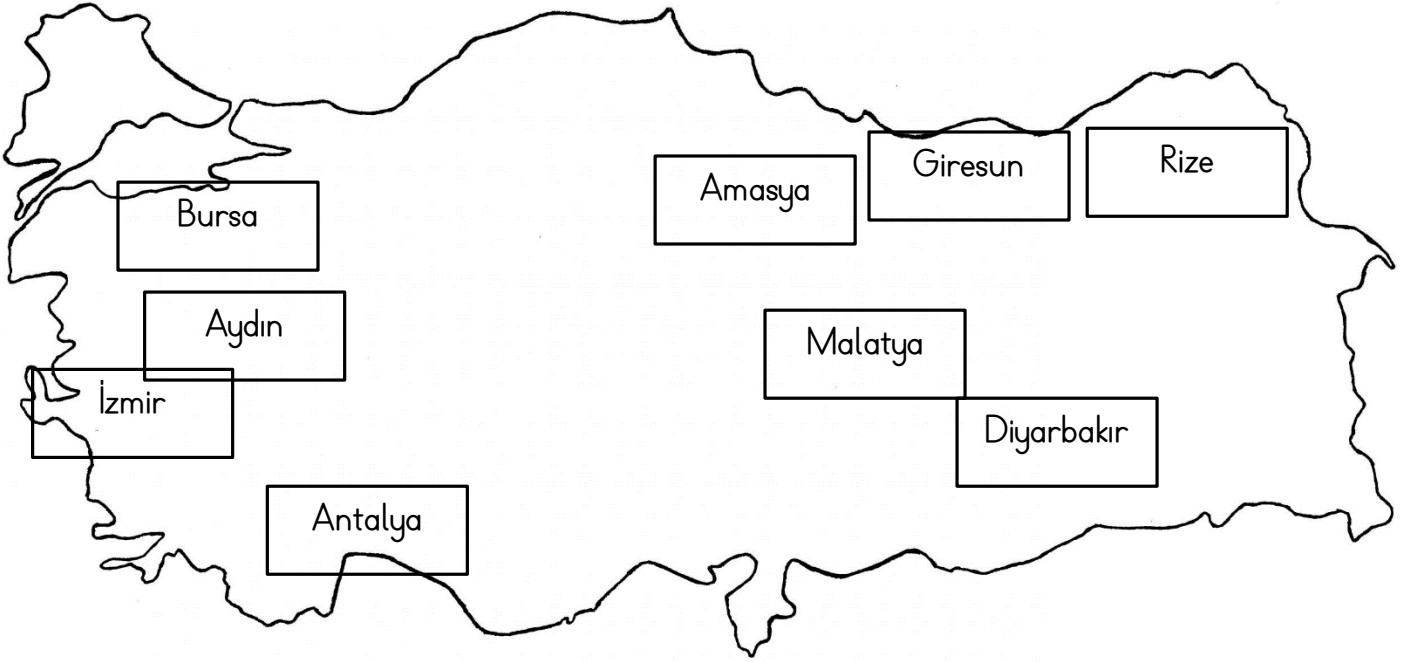 Giresun
Rize
Amasya
Bursa
Aydın
Malatya
İzmir
Diyarbakır
Antalya